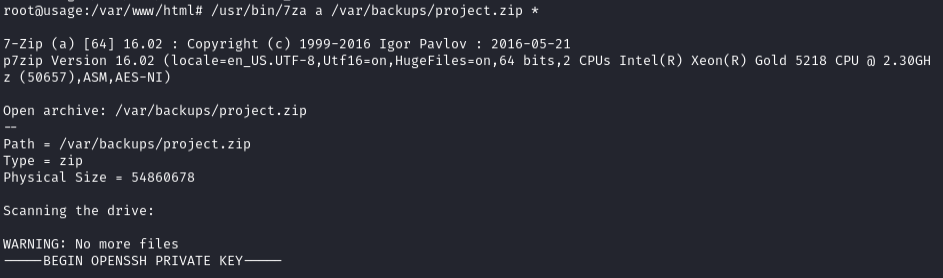 root@usage:/var/www/html# /usr/bin/7za a /var/backups/project.zip *
7-Zip (a) [64] 16.02 : Copyright (c) 1999-2016 Igor Pavlov : 2016-05-21
p7zip Version 16.02 (locale=en_US.UTF-8,Utf16=on,HugeFiles=on,64 bits,2 CPUs Intel(R) Xeon(R) Gold 5218 CPU @ 2.30GH
z (50657),ASM,AES-NI)
Open archive: /var/backups/project.zip
--
Path = /var/backups/project.zip
Type = zip
Physical Size = 54860678
Scanning the drive:
WARNING: No more files
-----BEGIN OPENSSH PRIVATE KEY-----